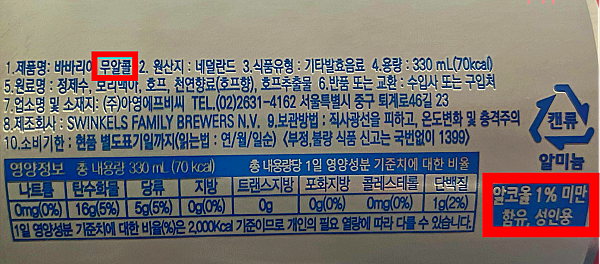 1.제품명: 바바리아 무알콜 2. 원산지 : 네덜란드 3.식품유형 : 기타발효음료 4.용량 : 330 mL(70kcal)
5.원료명 : 정제수, 보리맥아, 호프, 천연향료(호프향), 호프추출물 6.반품 또는 교환 : 수입사 또는 구입처
7.업소명 및 소재지: (주)아영에프비씨 TEL.(02)2631-4162 서울특별시 중구 퇴계로46길 23
8.제조회사 : SWINKELS FAMILY BREWERS N.V. 9.보관방법 : 직사광선을 피하고, 온도변화 및 충격주의
10.소비기한 : 현품 별도표기일까지(읽는법 : 연/월/일순) <부정,불량 식품 신고는 국번없이 1399>
캔류
알미늄
영양정보 총 내용량 330 mL (70 kcal) 총 내용량당 1일 영양성분 기준치에 대한 비율
나트륨 탄수화물 당류 지방 트랜스지방 포화지방 콜레스테롤 단백질
0mg(0%) 16g(5%) 5g(5%) 0g(0%) 0g 0g(0%) 0mg(0%) 1g(2%)
1일 영양성분 기준치에 대한 비율(%)은 2,000Kcal 기준이므로 개인의 필요 열량에 따라 다를 수 있습니다.
알코올 1% 미만
함유, 성인용